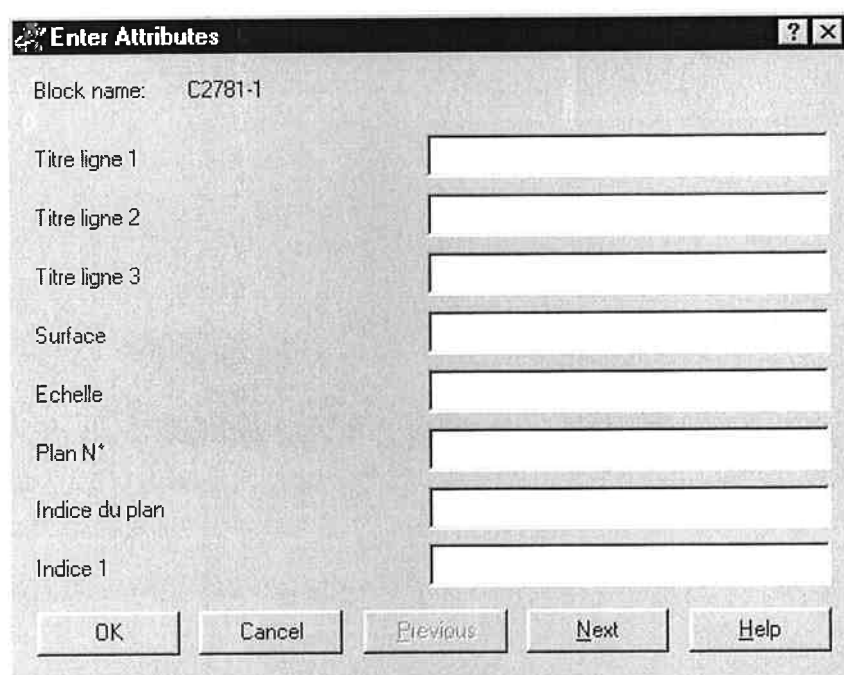 Enter Attributes
Block name: C2781-1
Titre ligne 1
Titre ligne 2
Titre ligne 3
Surface
Echelle
Plan N°
Indice du plan
Indice 1
OK Cancel Previous Next Help